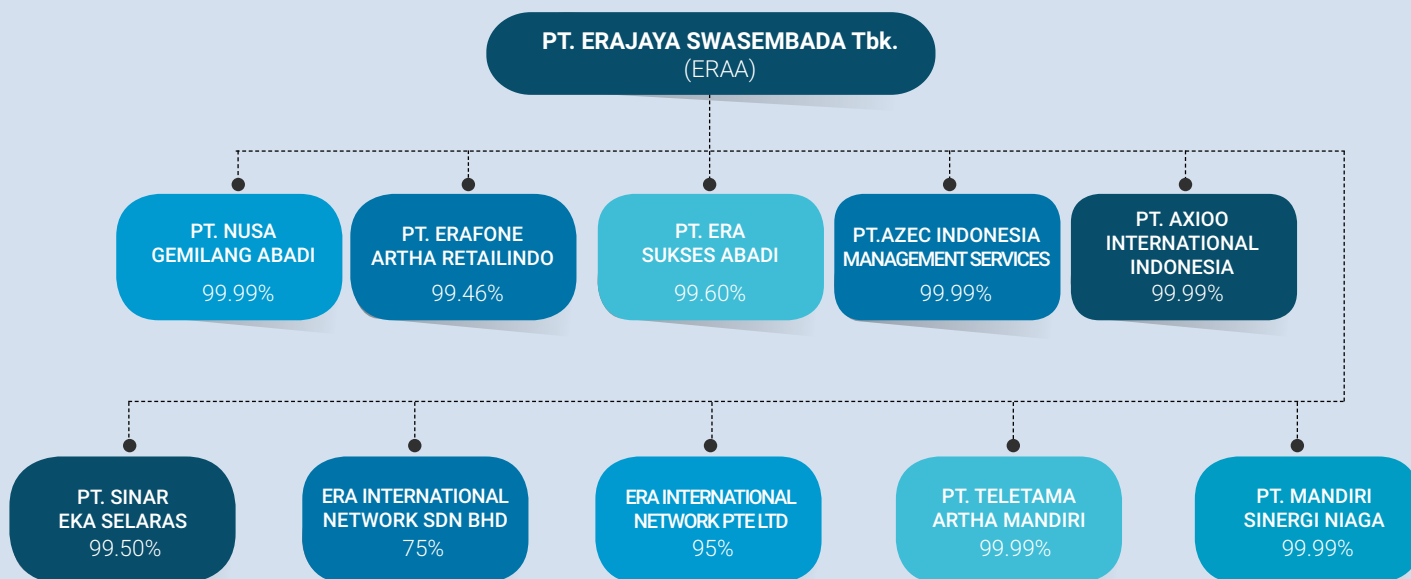 PT. ERAJAYA SWASEMBADA Tbk.
(ERAA)
PT. NUSA
GEMILANG ABADI
99.99%
PT. ERAFONE
ARTHA RETAILINDO
99.46%
PT. ERA
SUKSES ABADI
99.60%
PT.AZEC INDONESIA
MANAGEMENT SERVICES
99.99%
PT. AXIOO
INTERNATIONAL
INDONESIA
99.99%
PT. SINAR
EKA SELARAS
99.50%
ERA INTERNATIONAL
NETWORK SDN BHD
75%
ERA INTERNATIONAL
NETWORK PTE LTD
95%
PT. TELETAMA
ARTHA MANDIRI
99.99%
PT. MANDIRI
SINERGI NIAGA
99.99%